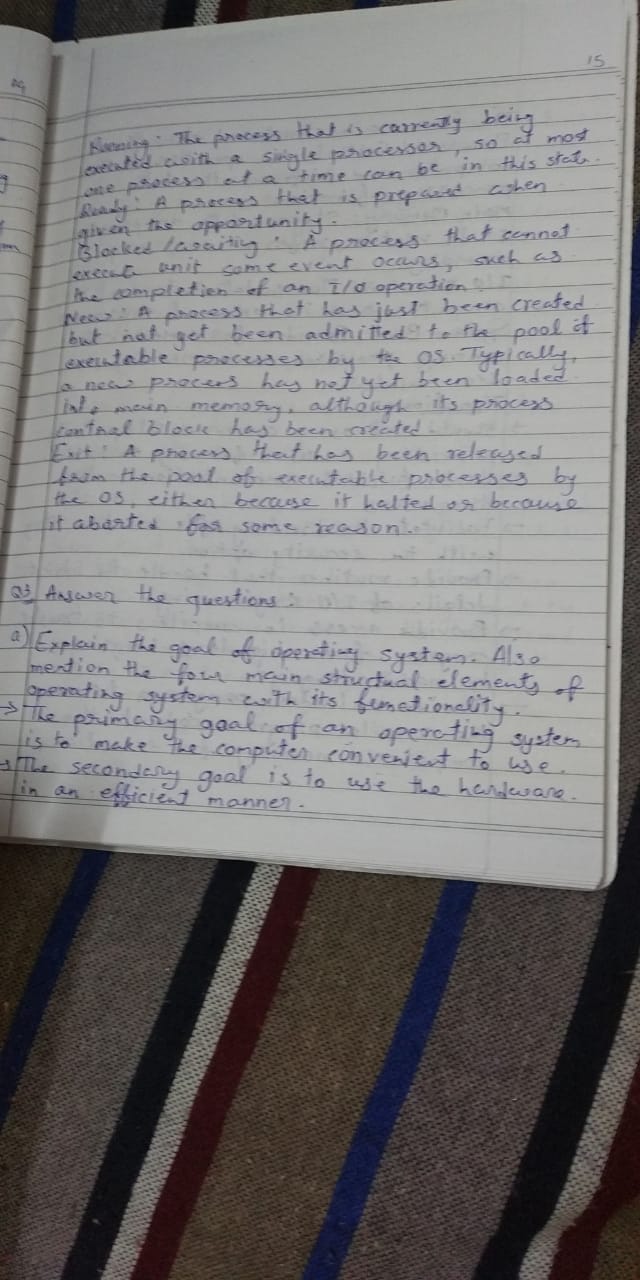 15
Running: The process that is currently being
executed with a single processor, so at most
one process at a time can be in this state.
Ready: A process that is prepared when
given the opportunity.
Blocked/waiting: A process that cannot
execute unit some event occurs, such as
the completion of an I/O operation
New: A process that has just been created
but not get been admitted to the pool of
executable processes by the OS. Typically,
a new process has not yet been loaded
into main memory, although its process
control block has been created.
Exit: A process that has been released
from the pool of executable processes by
the OS, either because it halted or because
it aborted for some reason.
Q3 Answer the questions:
a) Explain the goal of operating system. Also
mention the four main structual elements of
operating system with its functionality.
→ The primary goal of an operating system
is to make the computer convenient to use.
→ The secondary goal is to use the hardware.
in an efficient manner.